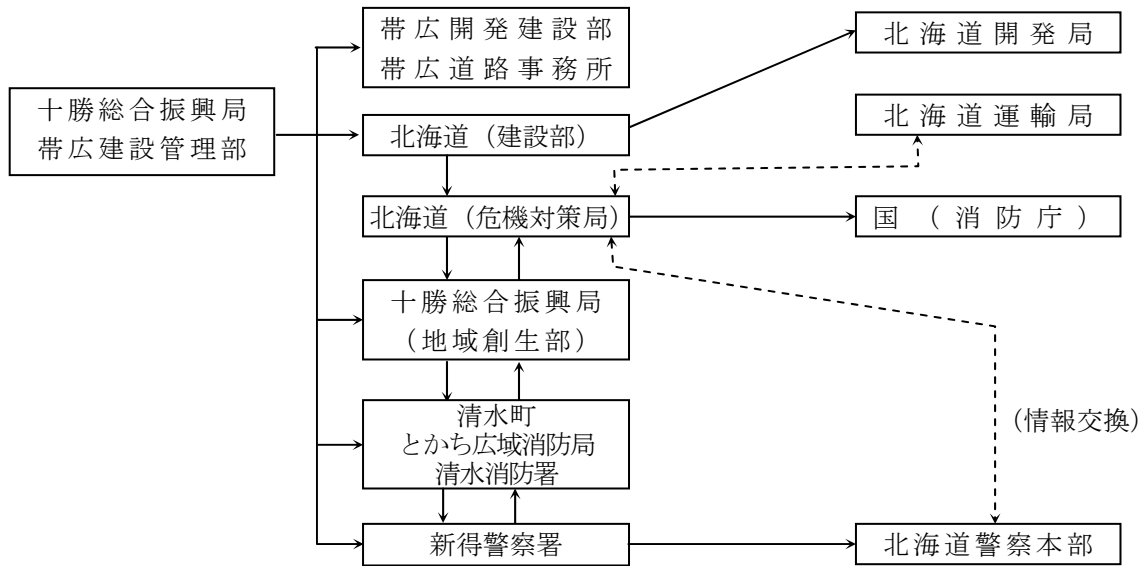 帯広開発建設部
帯広道路事務所
北海道開発局
十勝総合振興局
帯広建設管理部
北海道（建設部）
北海道運輸局
北海道（危機対策局）
国（消防庁）
十勝総合振興局
（地域創生部）
清水町
とかち広域消防局
清水消防署
（情報交換）
新得警察署
北海道警察本部